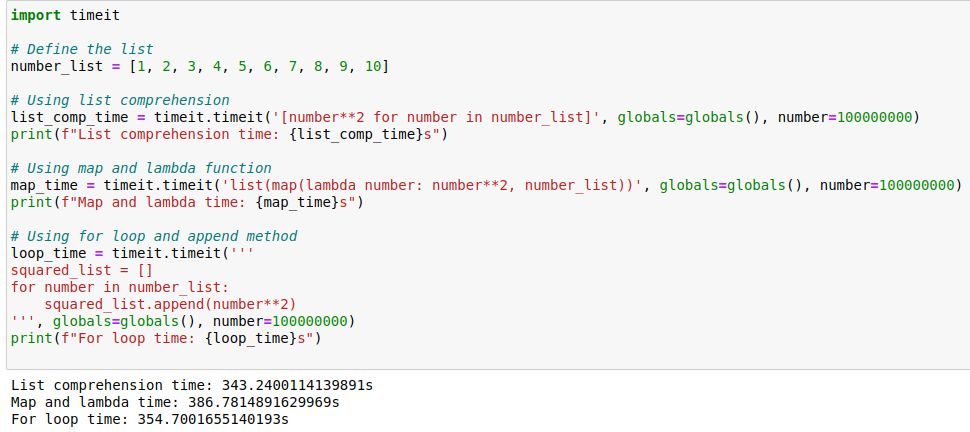 import timeit
# Define the list
number_list = [1, 2, 3, 4, 5, 6, 7, 8, 9, 10]
# Using list comprehension
list_comp_time = timeit.timeit('[number**2 for number in number_list]', globals=globals(), number=100000000)
print(f"List comprehension time: {list_comp_time}s")
# Using map and lambda function
map_time = timeit.timeit('list(map(lambda number: number**2, number_list))', globals=globals(), number=100000000)
print(f"Map and lambda time: {map_time}s")
# Using for loop and append method
loop_time = timeit.timeit('''
squared_list = []
for number in number_list:
    squared_list.append(number**2)
''', globals=globals(), number=100000000)
print(f"For loop time: {loop_time}s")
List comprehension time: 343.2400114139891s
Map and lambda time: 386.7814891629969s
For loop time: 354.7001655140193s